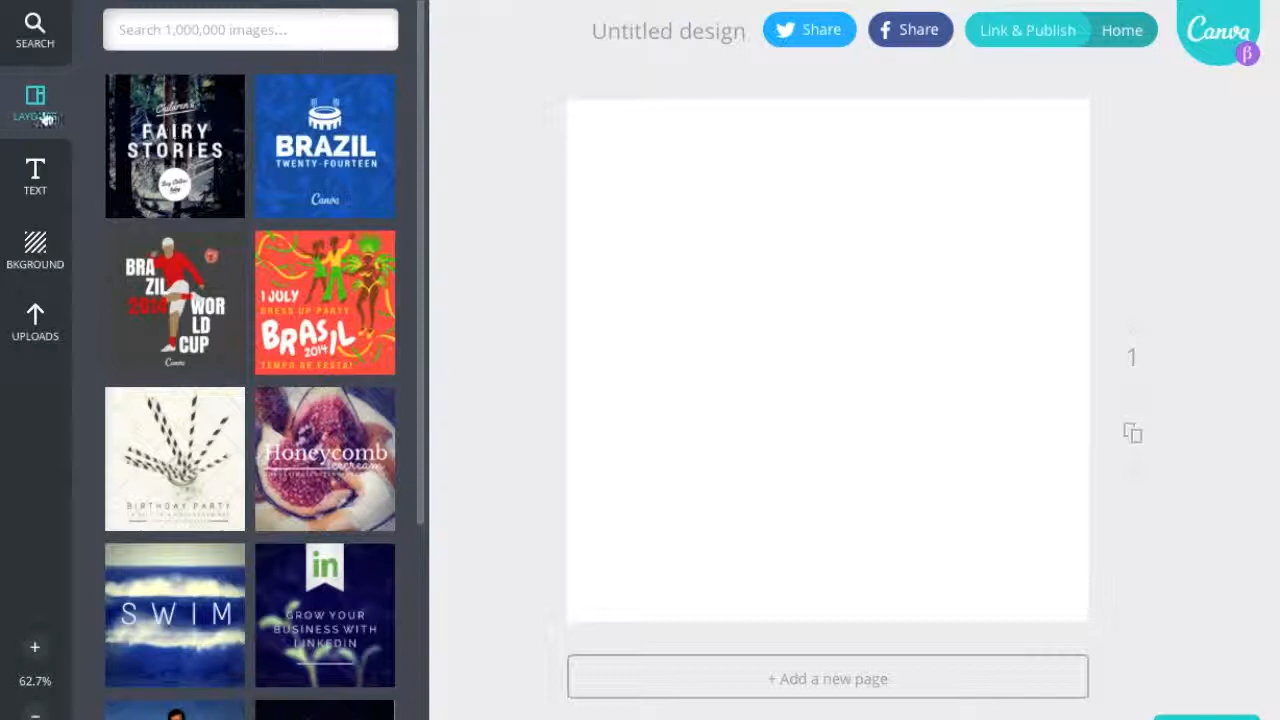 SEARCH
LAYOUTS
TEXT
BKGROUND
UPLOADS
+
62.7%
Search 1,000,000 images...
Children's
FAIRY
STORIES
BRAZIL
TWENTY-FOURTEEN
Canva
BRA
ZIL
2014
WOR
LD
CUP
Canva
1 JULY
DRESS UP PARTY
BRASIL
2014
TEMPO DE FESTA!
BIRTHDAY PARTY
Honeycomb
icecream
SWIM
in
GROW YOUR
BUSINESS WITH
LINKEDIN
Untitled design
Share
Share
Link & Publish
Home
Canva
β
1
+ Add a new page